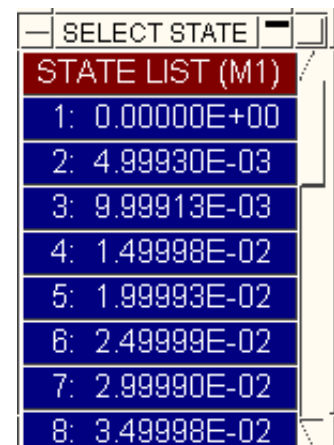 SELECT STATE
STATE LIST (M1)
1: 0.00000E+00
2: 4.99930E-03
3: 9.99913E-03
4: 1.49998E-02
5: 1.99993E-02
6: 2.49999E-02
7: 2.99990E-02
8: 3.49998E-02